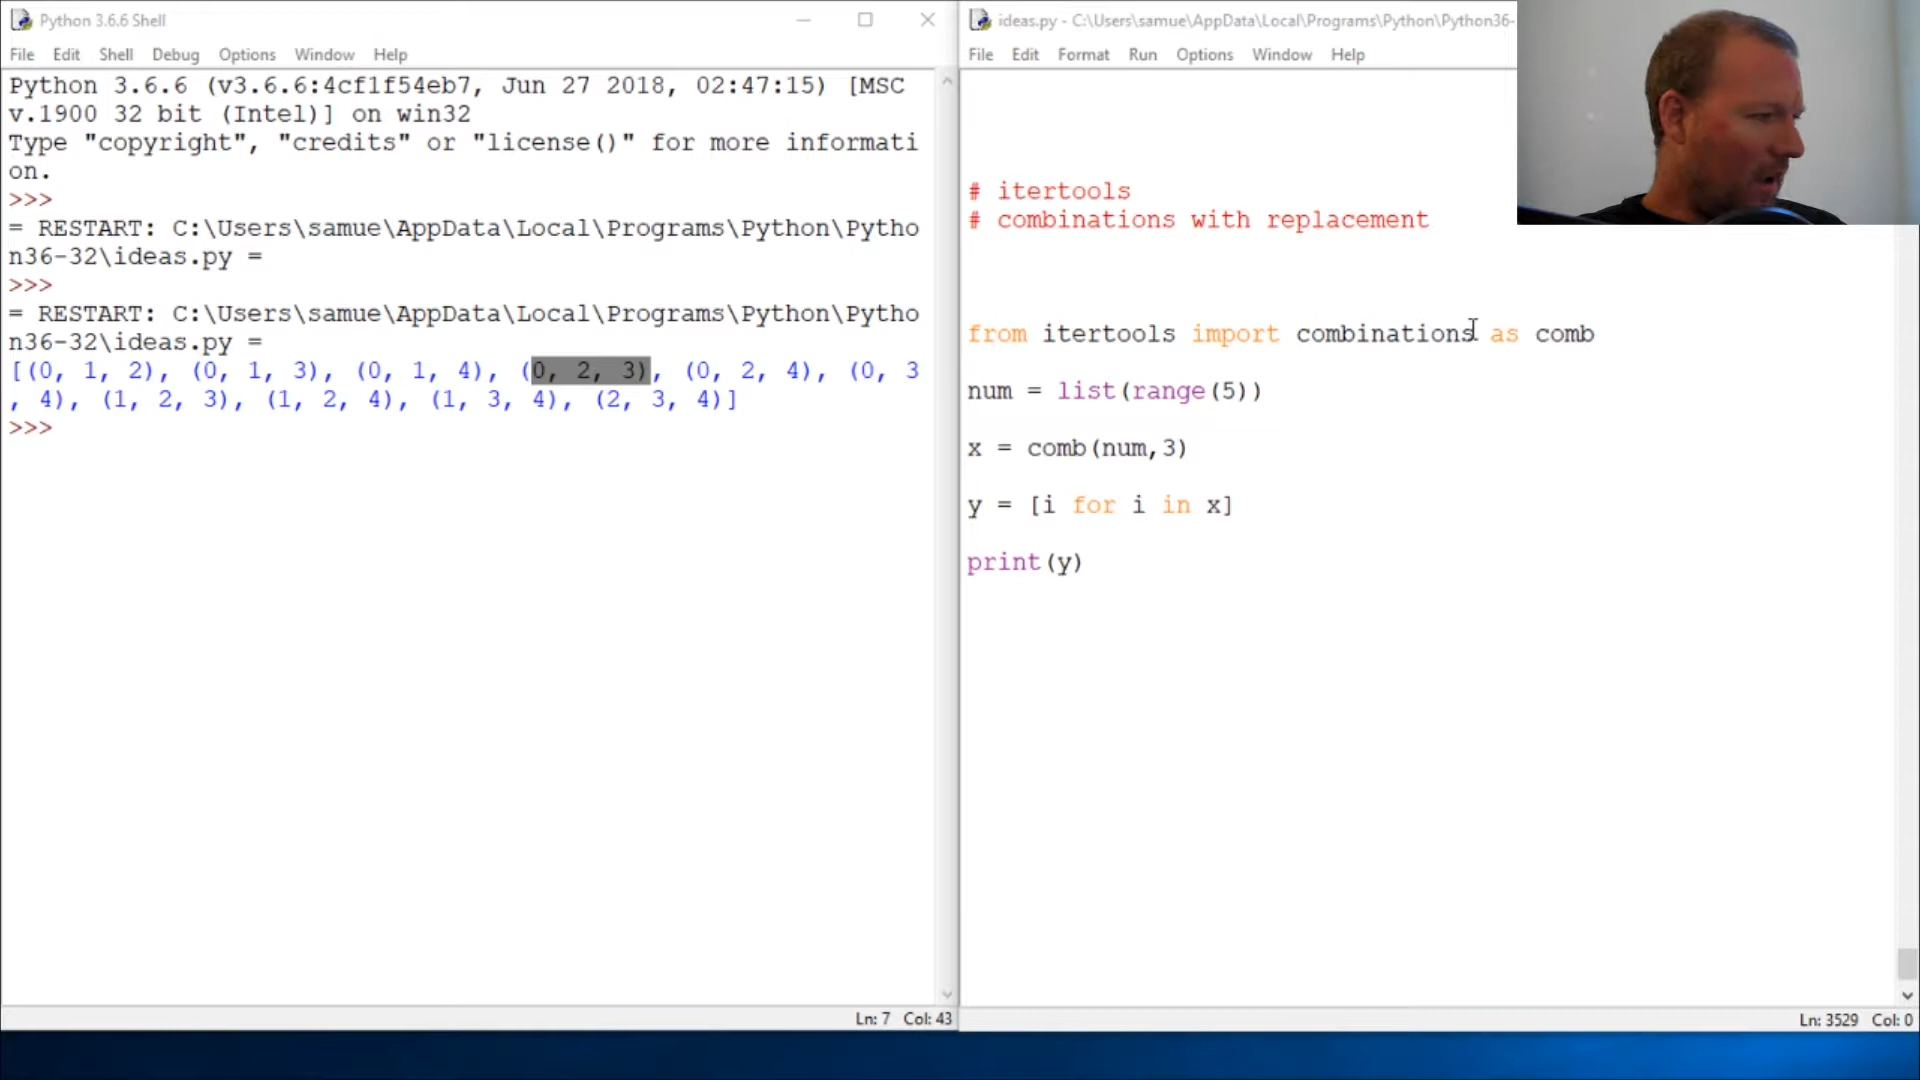 Python 3.6.6 Shell
File Edit Shell Debug Options Window Help
Python 3.6.6 (v3.6.6:4cf1f54eb7, Jun 27 2018, 02:47:15) [MSC
v.1900 32 bit (Intel)] on win32
Type "copyright", "credits" or "license()" for more informati
on.
>>>
= RESTART: C:\Users\samue\AppData\Local\Programs\Python\Pytho
n36-32\ideas.py =
>>>
= RESTART: C:\Users\samue\AppData\Local\Programs\Python\Pytho
n36-32\ideas.py =
[(0, 1, 2), (0, 1, 3), (0, 1, 4), (0, 2, 3), (0, 2, 4), (0, 3
, 4), (1, 2, 3), (1, 2, 4), (1, 3, 4), (2, 3, 4)]
>>>
Ln: 7 Col: 43
ideas.py - C:\Users\samue\AppData\Local\Programs\Python\Python36-
File Edit Format Run Options Window Help
# itertools
# combinations with replacement
from itertools import combinations as comb
num = list(range(5))
x = comb(num,3)
y = [i for i in x]
print(y)
Ln: 3529 Col: 0